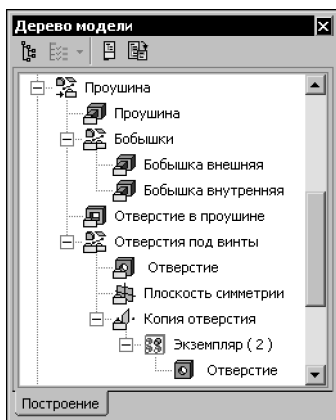 Дерево модели
Проушина
Проушина
Бобышки
Бобышка внешняя
Бобышка внутренняя
Отверстие в проушине
Отверстия под винты
Отверстие
Плоскость симметрии
Копия отверстия
Экземпляр ( 2 )
Отверстие
Построение